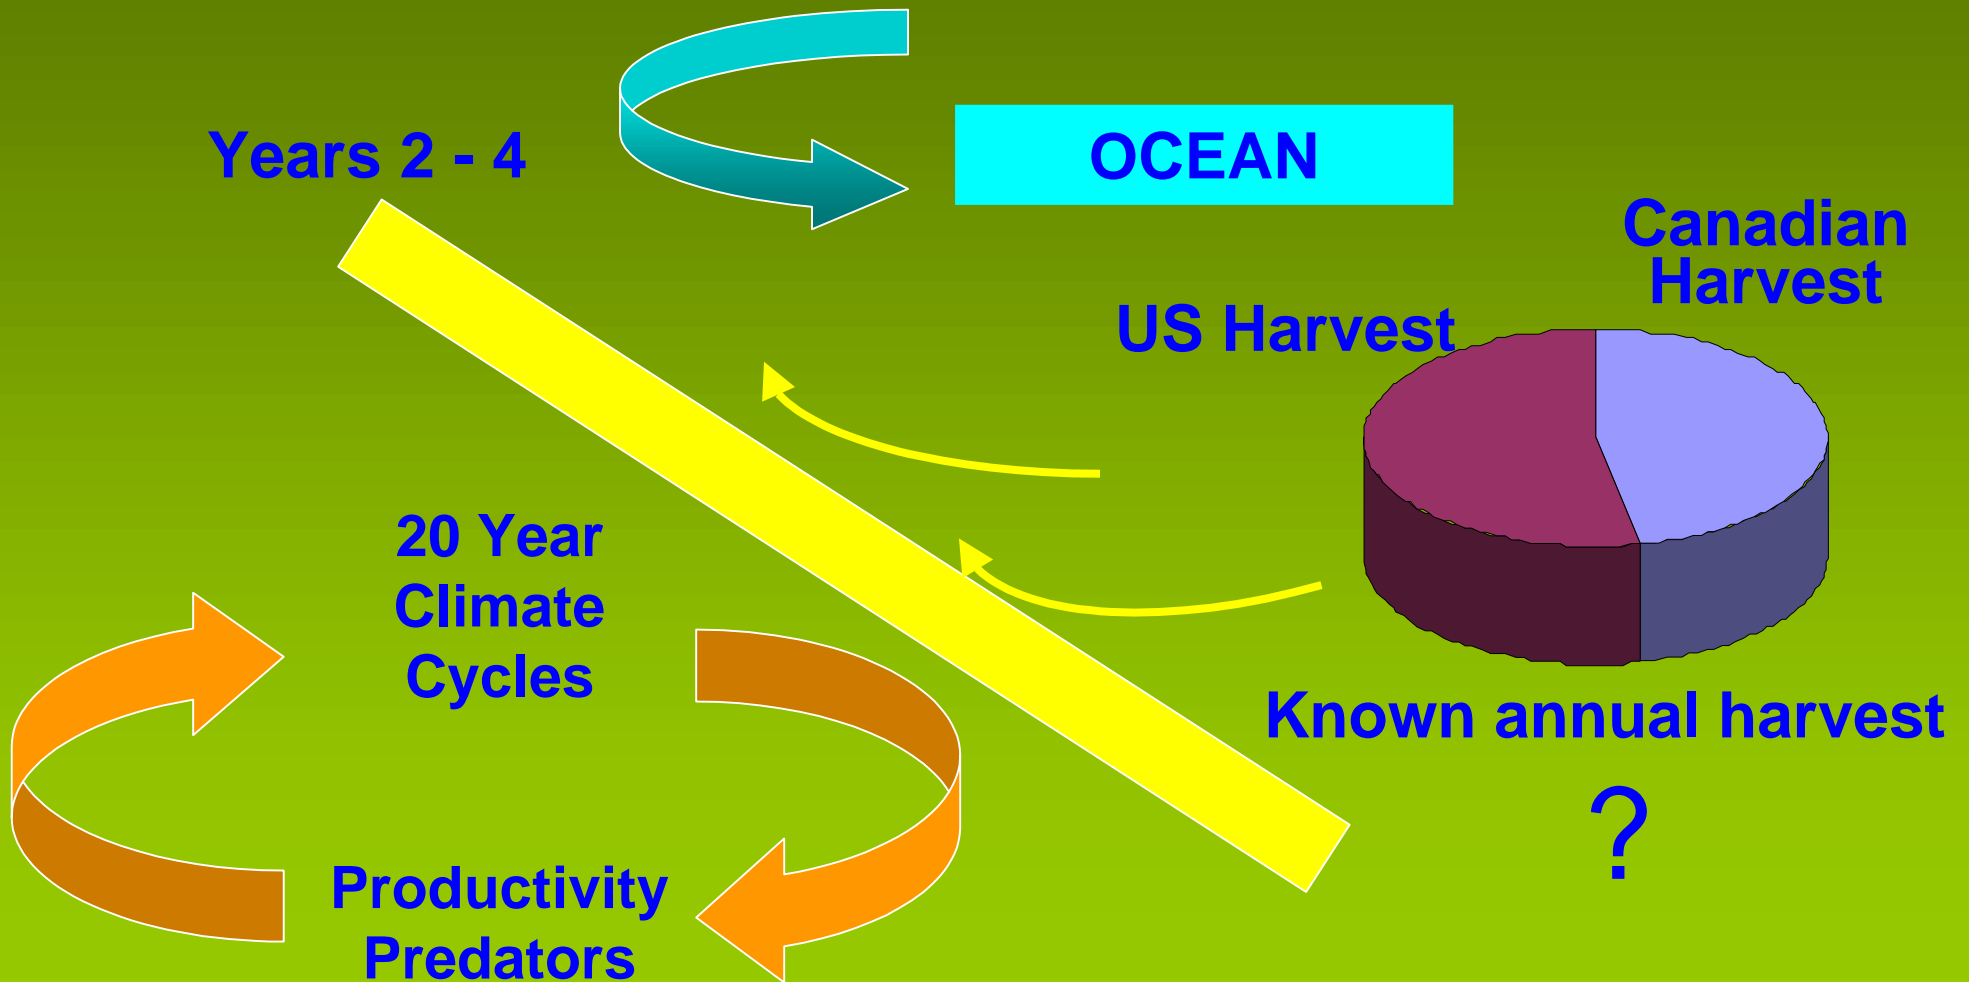 Years 2 - 4
OCEAN
Canadian
Harvest
US Harvest
20 Year
Climate
Cycles
Known annual harvest
?
Productivity
Predators